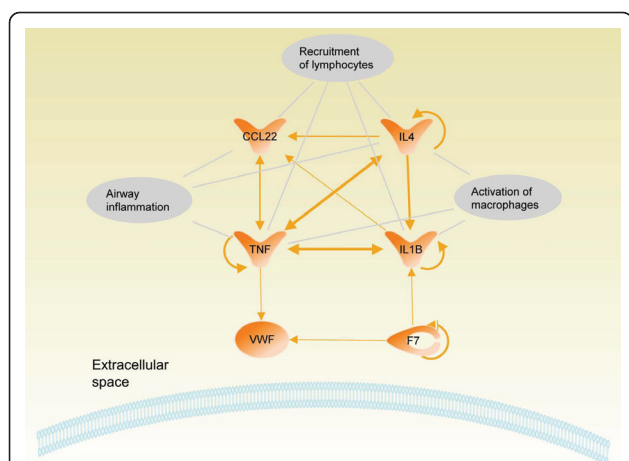 Recruitment
of lymphocytes
CCL22
IL4
Airway
inflammation
Activation of
macrophages
TNF
IL1B
VWF
F7
Extracellular
space